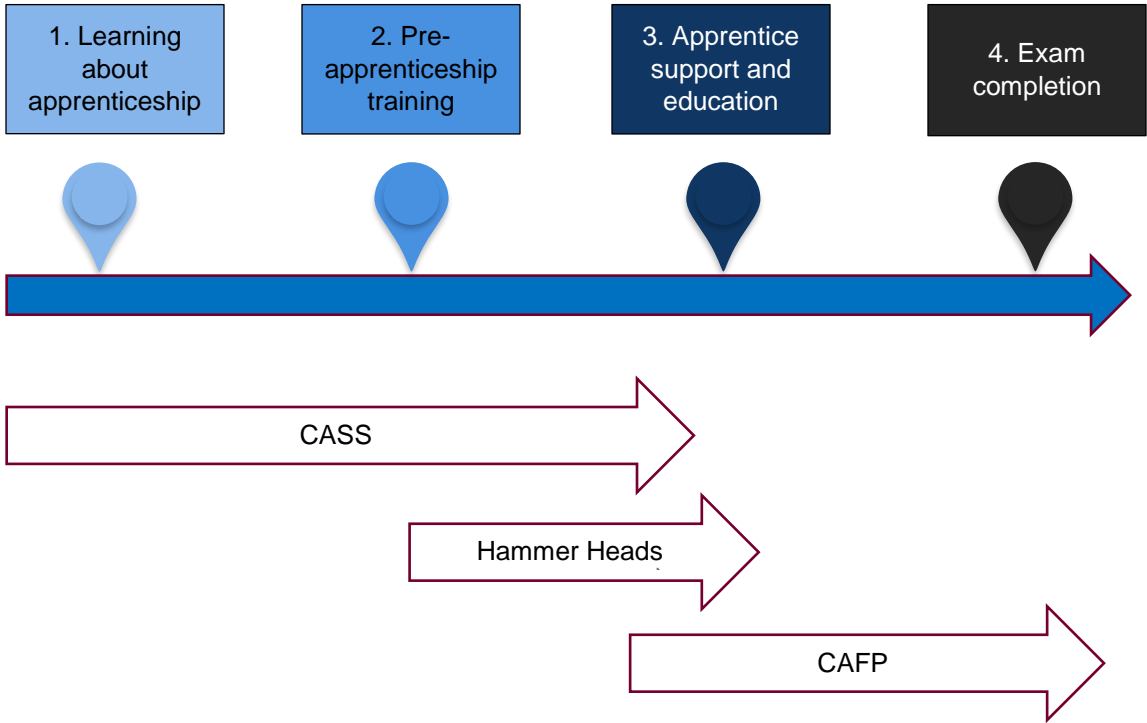 1. Learning
about
apprenticeship
2. Pre-
apprenticeship
training
3. Apprentice
support and
education
4. Exam
completion
CASS
Hammer Heads
CAFP